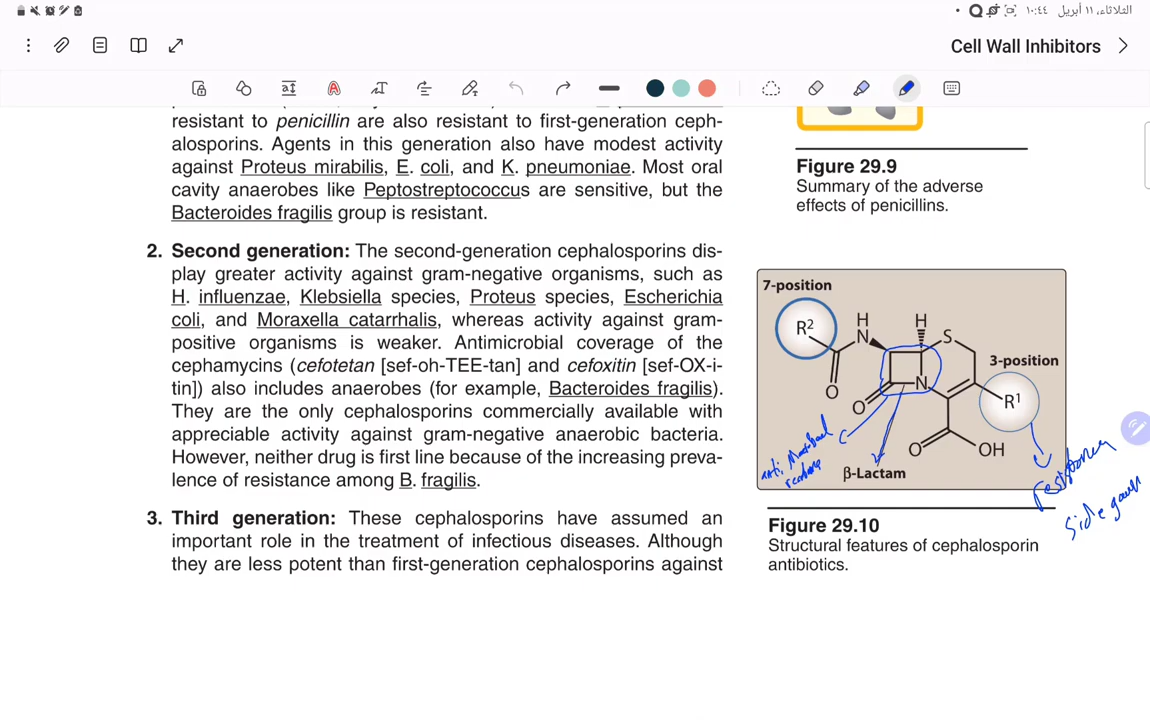 الثلاثاء، ١١ أبريل ١٠:٤٤
Cell Wall Inhibitors
resistant to penicillin are also resistant to first-generation ceph-
alosporins. Agents in this generation also have modest activity
against Proteus mirabilis, E. coli, and K. pneumoniae. Most oral
cavity anaerobes like Peptostreptococcus are sensitive, but the
Bacteroides fragilis group is resistant.
2. Second generation: The second-generation cephalosporins dis-
play greater activity against gram-negative organisms, such as
H. influenzae, Klebsiella species, Proteus species, Escherichia
coli, and Moraxella catarrhalis, whereas activity against gram-
positive organisms is weaker. Antimicrobial coverage of the
cephamycins (cefotetan [sef-oh-TEE-tan] and cefoxitin [sef-OX-i-
tin]) also includes anaerobes (for example, Bacteroides fragilis).
They are the only cephalosporins commercially available with
appreciable activity against gram-negative anaerobic bacteria.
However, neither drug is first line because of the increasing preva-
lence of resistance among B. fragilis.
3. Third generation: These cephalosporins have assumed an
important role in the treatment of infectious diseases. Although
they are less potent than first-generation cephalosporins against
Figure 29.9
Summary of the adverse
effects of penicillins.
7-position
R²
H
N
H
S
3-position
O
N
R¹
O
O
OH
β-Lactam
anti
Side
Figure 29.10
Structural features of cephalosporin
antibiotics.